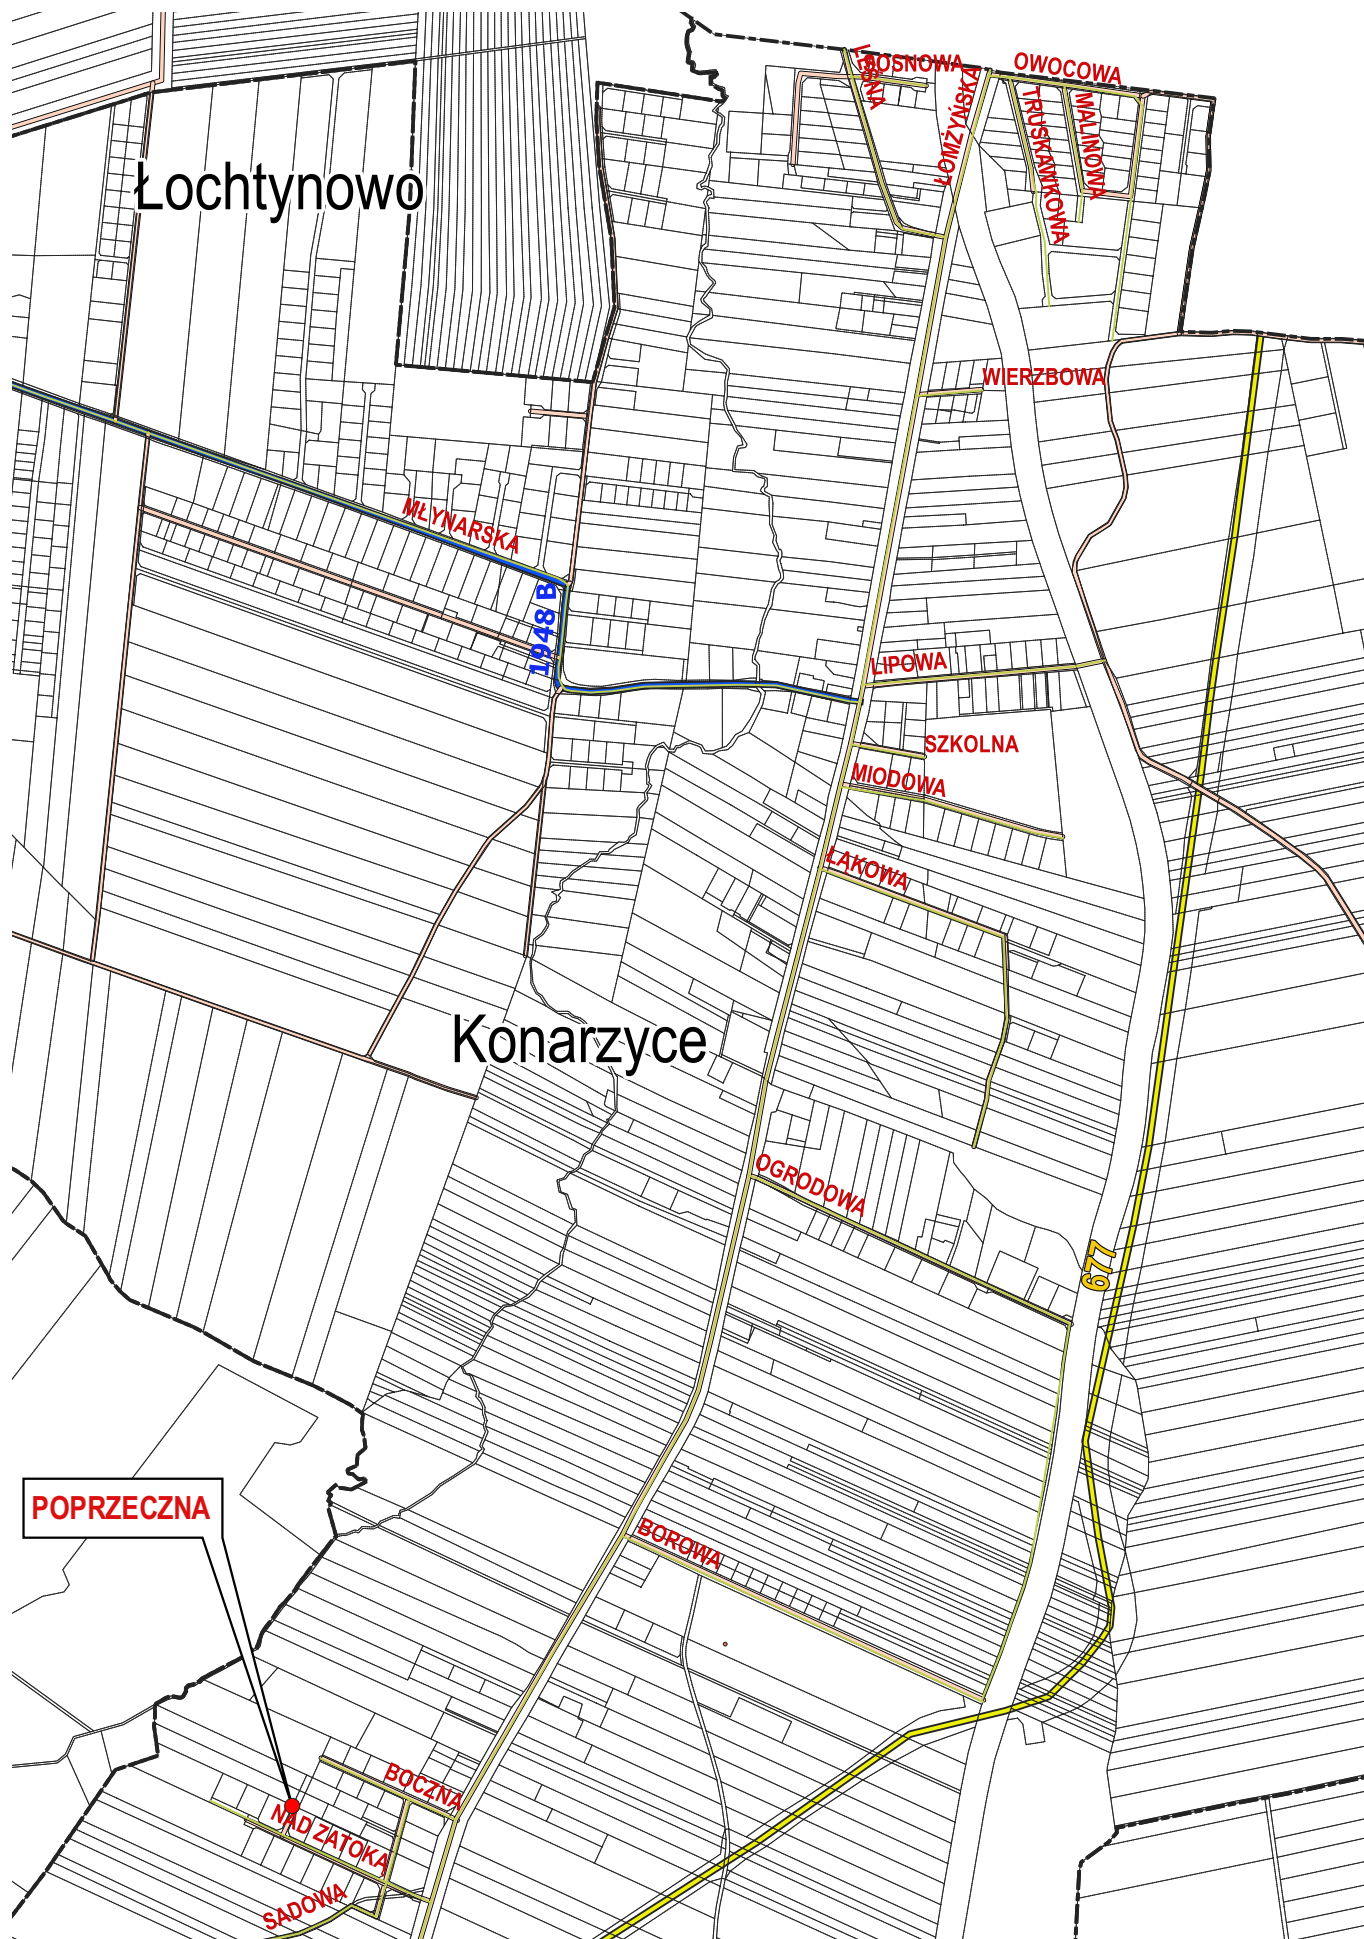 SOSNOWA
LEŚNA
OWOCOWA
ŁOMŻYŃSKA
TRUSKAWKOWA
MALINOWA
Łochtynowo
WIERZBOWA
MŁYNARSKA
1948 B
LIPOWA
SZKOLNA
MIODOWA
ŁĄKOWA
Konarzyce
OGRODOWA
677
POPRZECZNA
BOROWA
BOCZNA
NAD ZATOKĄ
SADOWA